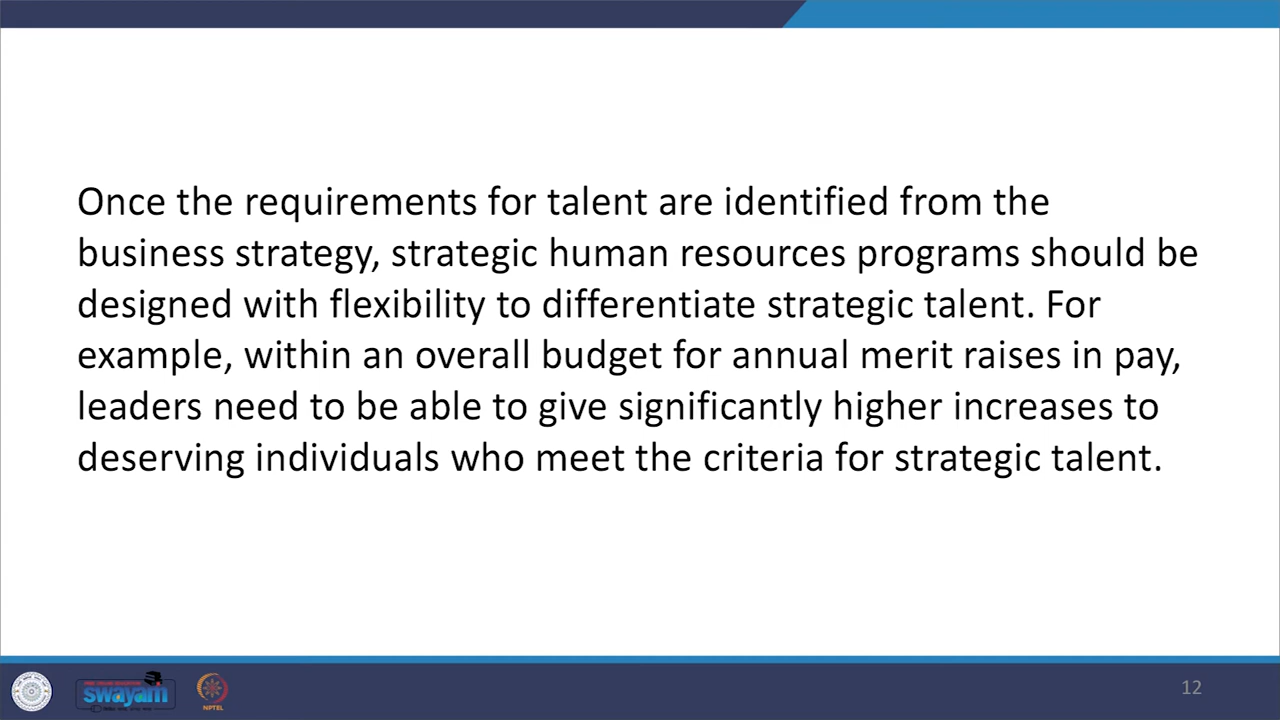 Once the requirements for talent are identified from the
business strategy, strategic human resources programs should be
designed with flexibility to differentiate strategic talent. For
example, within an overall budget for annual merit raises in pay,
leaders need to be able to give significantly higher increases to
deserving individuals who meet the criteria for strategic talent.
swayam
NPTEL
12